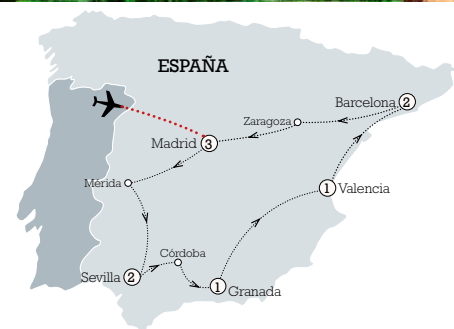 ESPAÑA
Barcelona 2
Zaragoza
Madrid 3
Mérida
1 Valencia
Córdoba
Sevilla 2
1 Granada